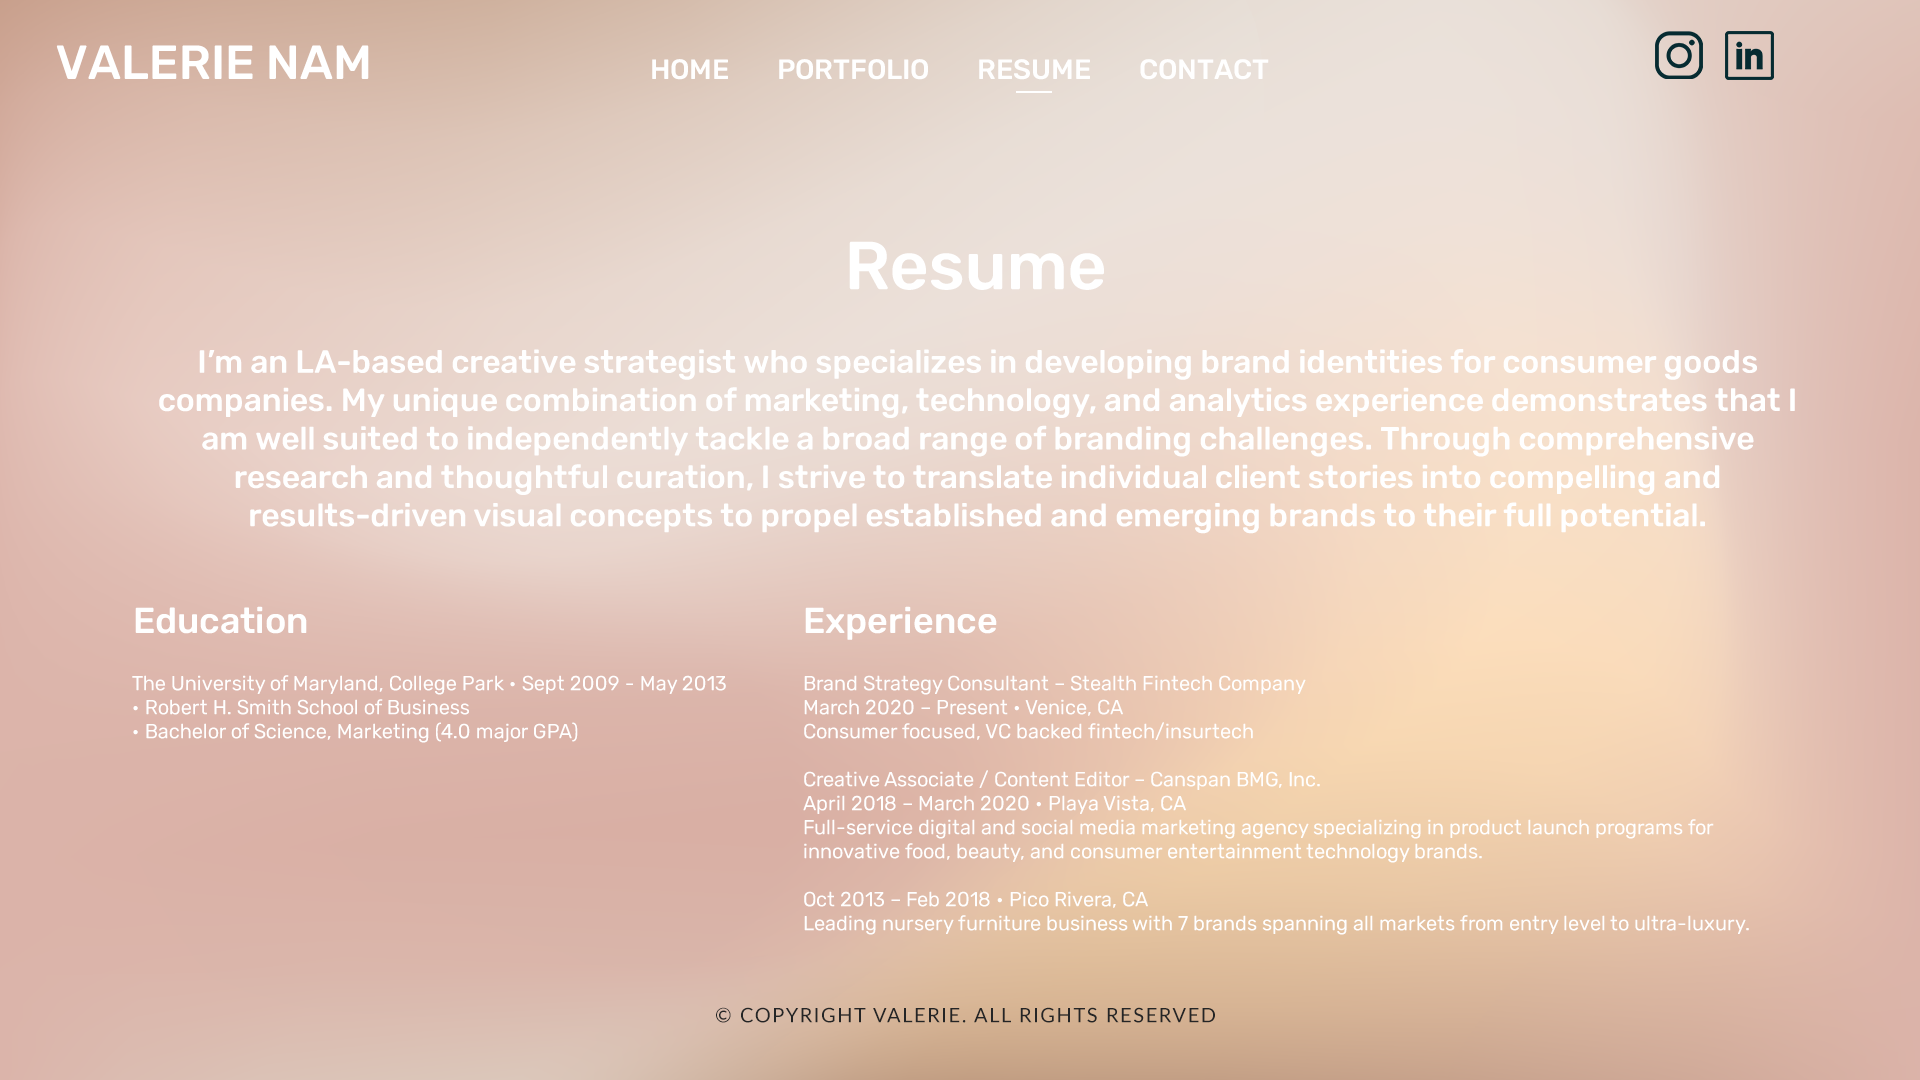 VALERIE NAM
HOME PORTFOLIO RESUME CONTACT
in
Resume
I’m an LA-based creative strategist who specializes in developing brand identities for consumer goods
companies. My unique combination of marketing, technology, and analytics experience demonstrates that I
am well suited to independently tackle a broad range of branding challenges. Through comprehensive
research and thoughtful curation, I strive to translate individual client stories into compelling and
results-driven visual concepts to propel established and emerging brands to their full potential.
Education
The University of Maryland, College Park • Sept 2009 - May 2013
• Robert H. Smith School of Business
• Bachelor of Science, Marketing (4.0 major GPA)
Experience
Brand Strategy Consultant – Stealth Fintech Company
March 2020 – Present • Venice, CA
Consumer focused, VC backed fintech/insurtech
Creative Associate / Content Editor – Canspan BMG, Inc.
April 2018 – March 2020 • Playa Vista, CA
Full-service digital and social media marketing agency specializing in product launch programs for
innovative food, beauty, and consumer entertainment technology brands.
Oct 2013 – Feb 2018 • Pico Rivera, CA
Leading nursery furniture business with 7 brands spanning all markets from entry level to ultra-luxury.
© COPYRIGHT VALERIE. ALL RIGHTS RESERVED